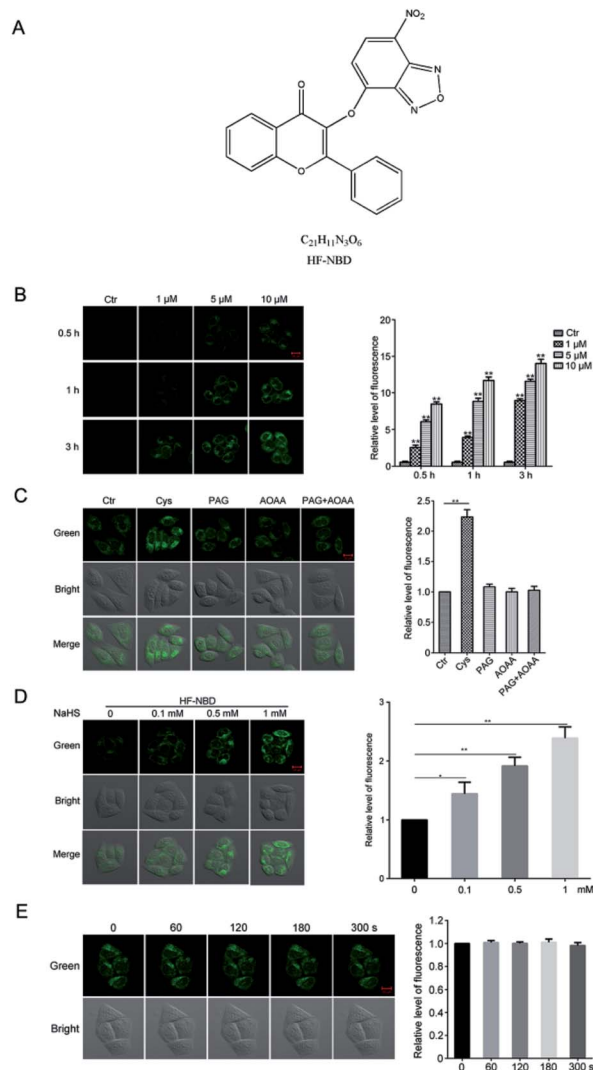 A
NO₂
N
O
N
O
O
O
C₂₁H₁₁N₃O₆
HF-NBD
B
Ctr 1 μM 5 μM 10 μM
0.5 h
1 h
3 h
Relative level of fluorescence
20
15
10
5
0
** ** ** ** ** ** ** ** **
0.5 h 1 h 3 h
Ctr
1 μM
5 μM
10 μM
C
Ctr Cys PAG AOAA PAG+AOAA
Green
Bright
Merge
Relative level of fluorescence
2.5
2.0
1.5
1.0
0.5
0.0
**
Ctr Cys PAG AOAA PAG+AOAA
D
HF-NBD
NaHS 0 0.1 mM 0.5 mM 1 mM
Green
Bright
Merge
Relative level of fluorescence
3
2
1
0
**
**
*
0 0.1 0.5 1 mM
E
0 60 120 180 300 s
Green
Bright
Relative level of fluorescence
1.2
1.0
0.8
0.6
0.4
0.2
0
0 60 120 180 300 s